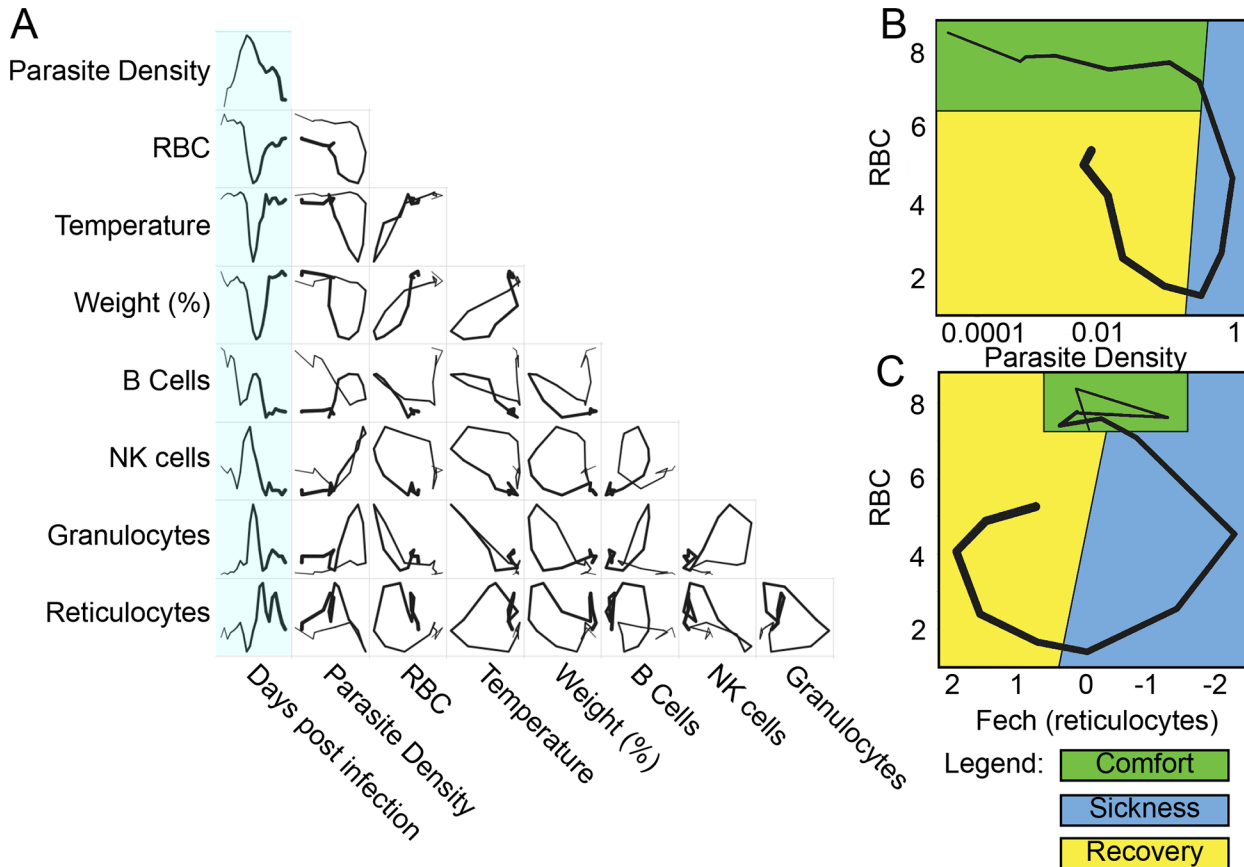 A
Parasite Density
RBC
Temperature
Weight (%)
B Cells
NK cells
Granulocytes
Reticulocytes
Days post infection
Parasite Density
RBC
Temperature
Weight (%)
B Cells
NK cells
Granulocytes
B
RBC
8
6
4
2
0.0001 0.01 1
Parasite Density
C
RBC
8
6
4
2
2 1 0 -1 -2
Fech (reticulocytes)
Legend:
Comfort
Sickness
Recovery